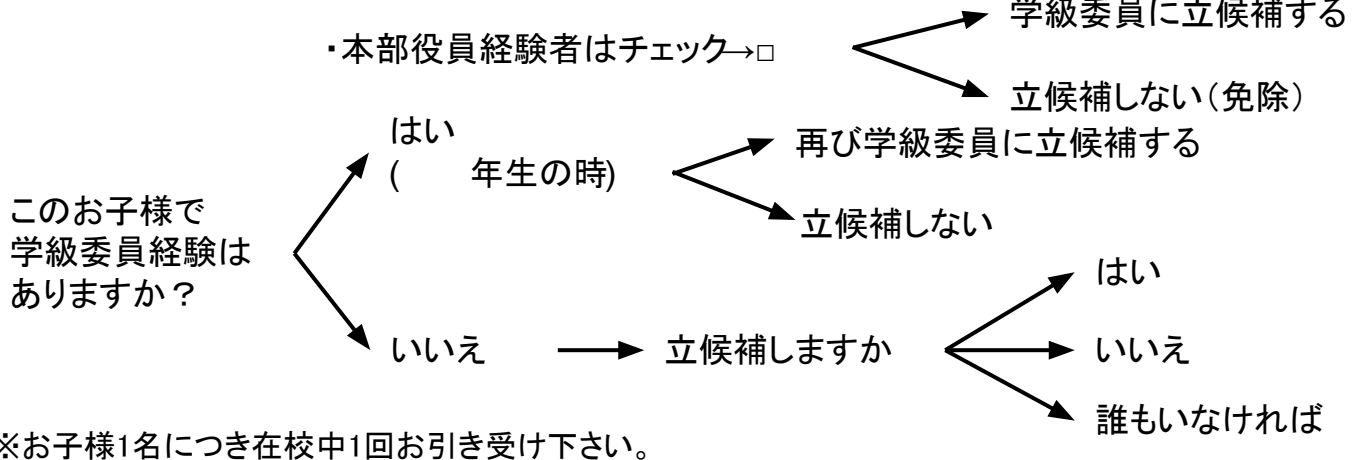 学級委員に立候補する
・本部役員経験者はチェック→□
立候補しない(免除)
はい
(　　年生の時)
再び学級委員に立候補する
立候補しない
このお子様で
学級委員経験は
ありますか？
はい
いいえ
立候補しますか
いいえ
誰もいなければ
※お子様1名につき在校中1回お引き受け下さい。